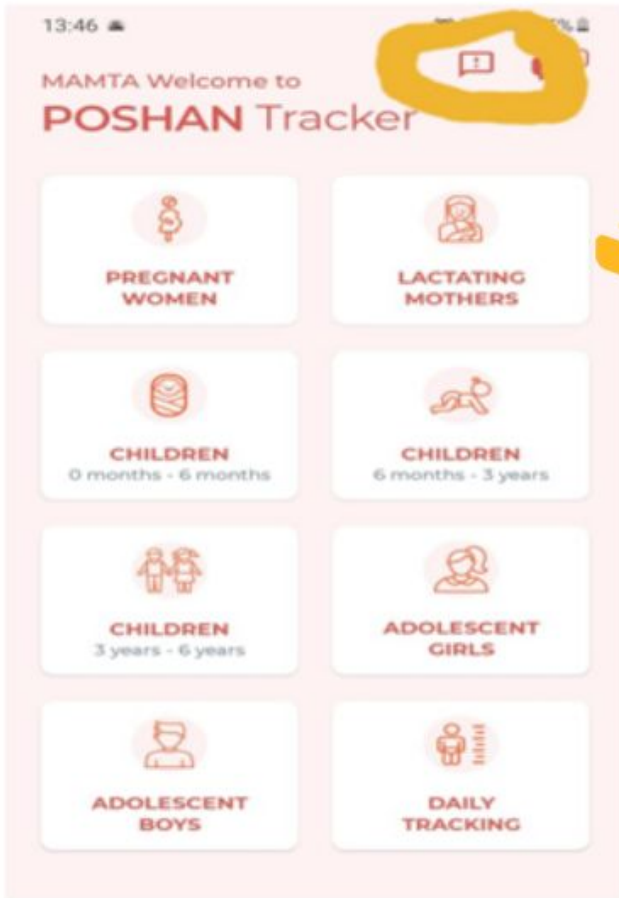 13:46
MAMTA Welcome to
POSHAN Tracker
PREGNANT
WOMEN
LACTATING
MOTHERS
CHILDREN
0 months - 6 months
CHILDREN
6 months - 3 years
CHILDREN
3 years - 6 years
ADOLESCENT
GIRLS
ADOLESCENT
BOYS
DAILY
TRACKING